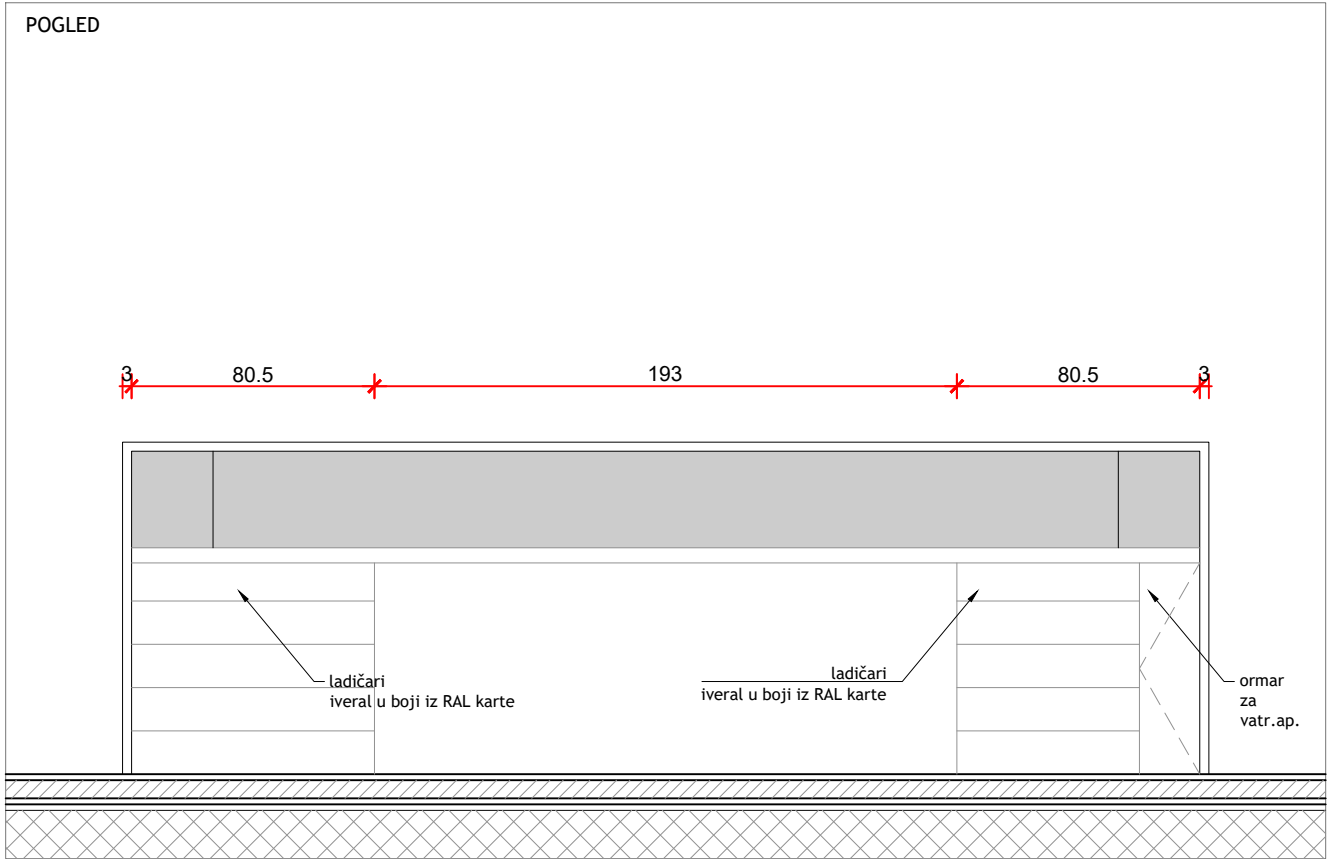 POGLED
3 80.5 193 80.5 3
ladičari
iveral u boji iz RAL karte
ladičari
iveral u boji iz RAL karte
ormar
za
vatr.ap.